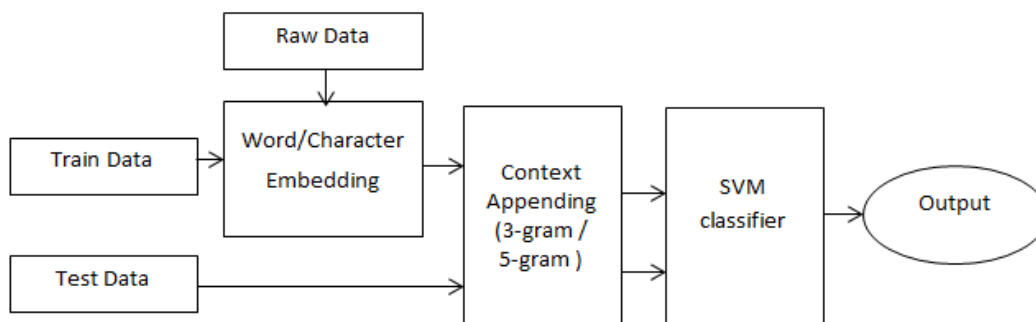 Raw Data
Train Data
Word/Character
Embedding
Test Data
Context
Appending
(3-gram /
5-gram )
SVM
classifier
Output